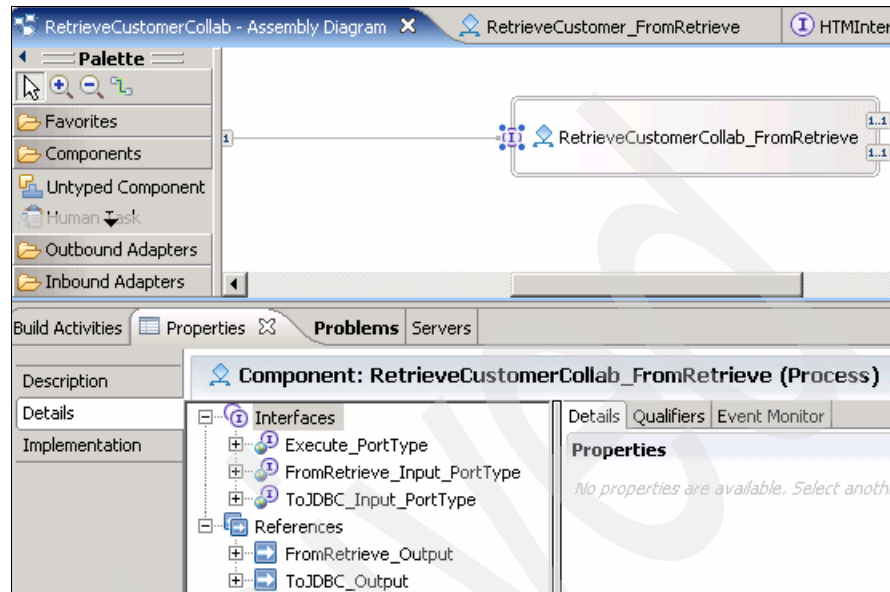 RetrieveCustomerCollab - Assembly Diagram RetrieveCustomer_FromRetrieve HTMInter
Palette
Favorites
Components
Untyped Component
Human Task
Outbound Adapters
Inbound Adapters
1
RetrieveCustomerCollab_FromRetrieve
1..1
1..1
Build Activities Properties Problems Servers
Description
Details
Implementation
Component: RetrieveCustomerCollab_FromRetrieve (Process)
Interfaces
Execute_PortType
FromRetrieve_Input_PortType
ToJDBC_Input_PortType
References
FromRetrieve_Output
ToJDBC_Output
Details Qualifiers Event Monitor
Properties
No properties are available. Select anoth